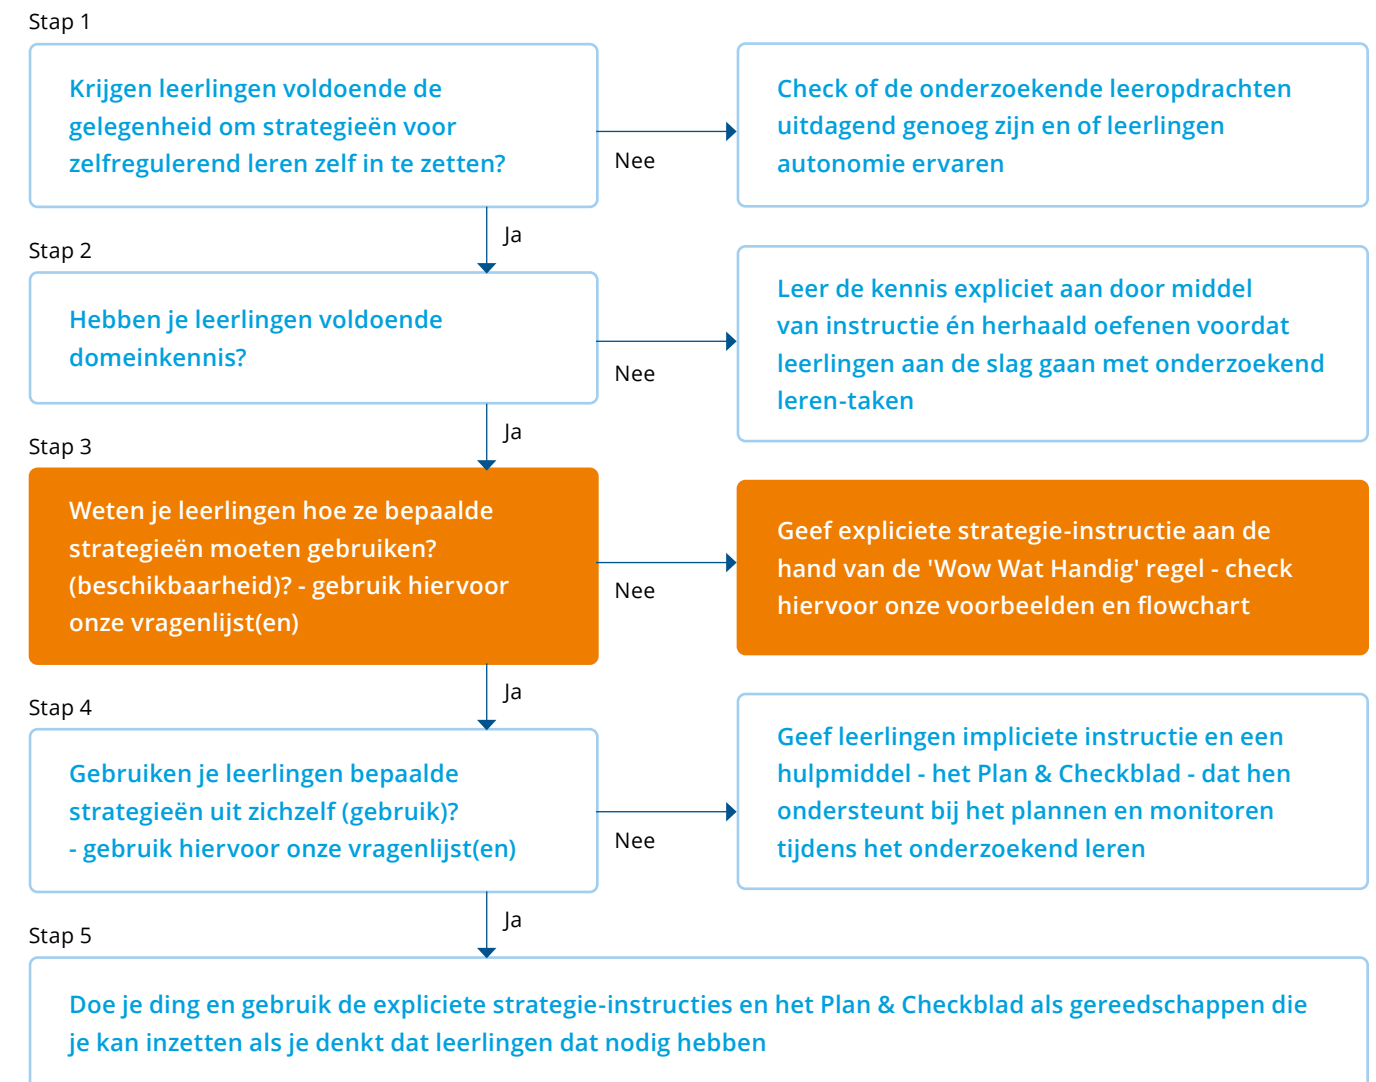 Stap 1
Krijgen leerlingen voldoende de
gelegenheid om strategieën voor
zelfregulerend leren zelf in te zetten?
Nee
Check of de onderzoekende leeropdrachten
uitdagend genoeg zijn en of leerlingen
autonomie ervaren
Ja
Stap 2
Hebben je leerlingen voldoende
domeinkennis?
Nee
Leer de kennis expliciet aan door middel
van instructie én herhaald oefenen voordat
leerlingen aan de slag gaan met onderzoekend
leren-taken
Ja
Stap 3
Weten je leerlingen hoe ze bepaalde
strategieën moeten gebruiken?
(beschikbaarheid)? - gebruik hiervoor
onze vragenlijst(en)
Nee
Geef expliciete strategie-instructie aan de
hand van de 'Wow Wat Handig' regel - check
hiervoor onze voorbeelden en flowchart
Ja
Stap 4
Gebruiken je leerlingen bepaalde
strategieën uit zichzelf (gebruik)?
- gebruik hiervoor onze vragenlijst(en)
Nee
Geef leerlingen impliciete instructie en een
hulpmiddel - het Plan & Checkblad - dat hen
ondersteunt bij het plannen en monitoren
tijdens het onderzoekend leren
Ja
Stap 5
Doe je ding en gebruik de expliciete strategie-instructies en het Plan & Checkblad als gereedschappen die
je kan inzetten als je denkt dat leerlingen dat nodig hebben